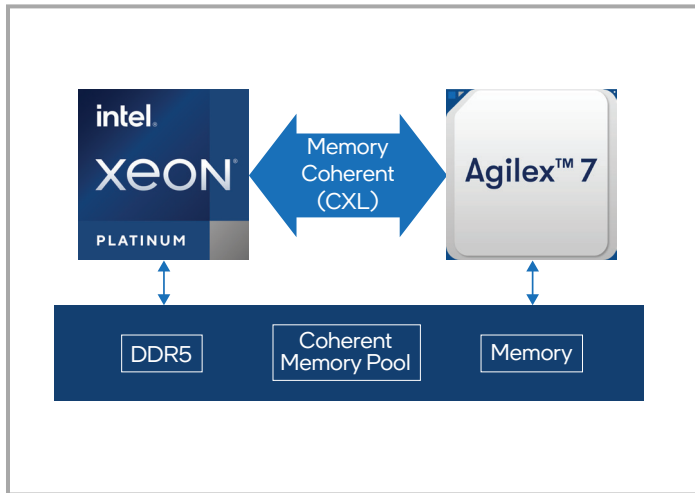 intel.
xeon®
PLATINUM
Memory
Coherent
(CXL)
Agilex™ 7
DDR5
Coherent
Memory Pool
Memory